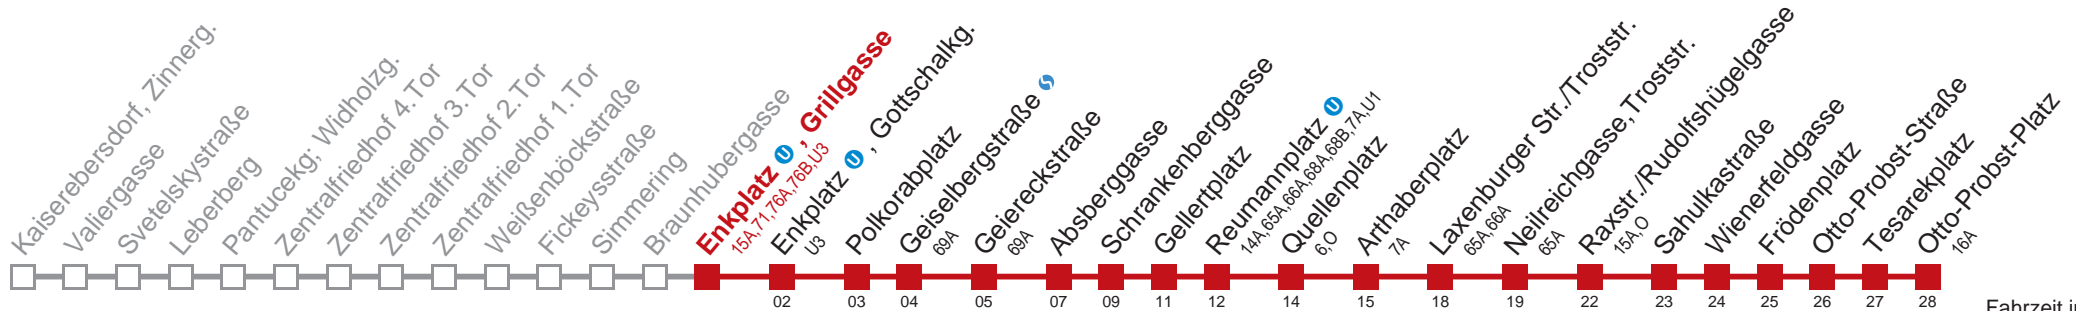 Kaiserebersdorf, Zinnerg.
Valiergasse
Svetelskystraße
Leberberg
Pantucekg; Widholzg.
Zentralfriedhof 4.Tor
Zentralfriedhof 3.Tor
Zentralfriedhof 2.Tor
Zentralfriedhof 1.Tor
Weißenböckstraße
Fickeysstraße
Simmering
Braunhubergasse
Enkplatz U , Grillgasse
15A,71,76A,76B,U3
Enkplatz U , Gottschalkg.
U3
Polkorabplatz
Geiselbergstraße S
69A
Geiereckstraße
69A
Absberggasse
Schrankenberggasse
Gellertplatz
Reumannplatz U
14A,65A,66A,68A,68B,7A,U1
Quellenplatz
6,O
Arthaberplatz
7A
Laxenburger Str./Troststr.
65A,66A
Neilreichgasse,Troststr.
65A
Raxstr./Rudolfshügelgasse
15A,O
Sahulkastraße
Wienerfeldgasse
Frödenplatz
Otto-Probst-Straße
Tesarekplatz
Otto-Probst-Platz
16A
02 03 04 05 07 09 11 12 14 15 18 19 22 23 24 25 26 27 28
Fahrzeit